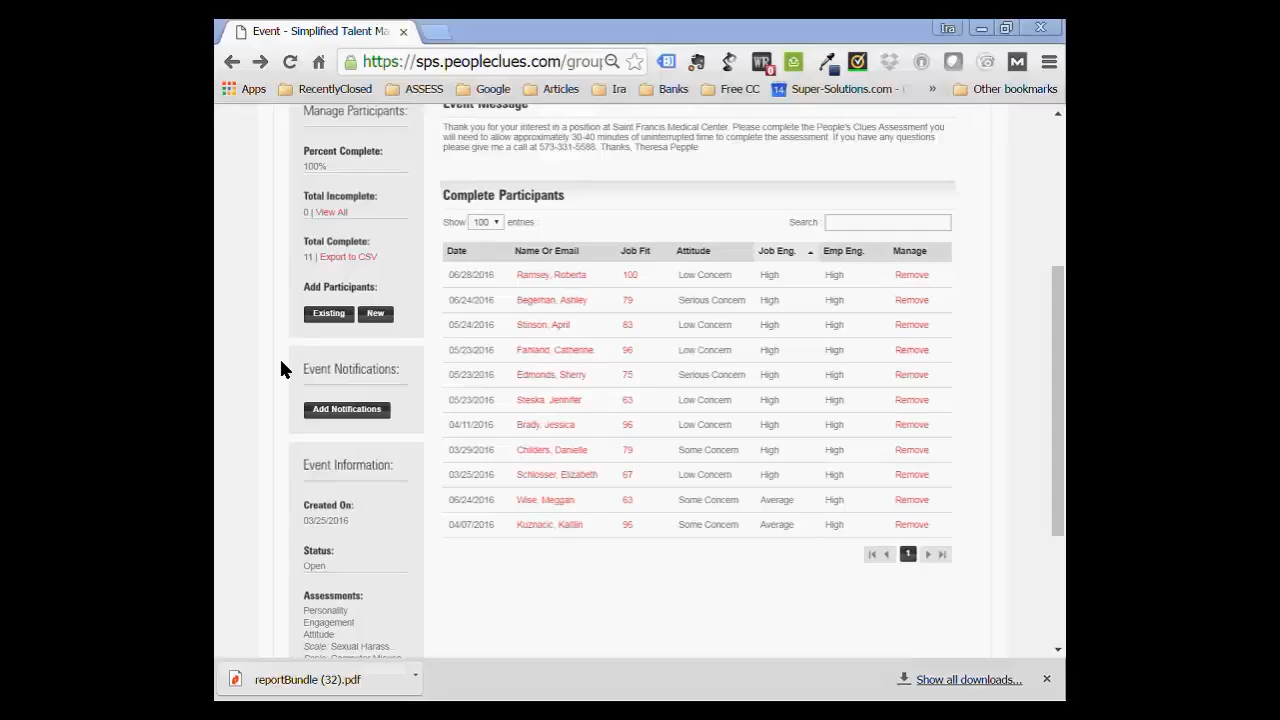 Event - Simplified Talent Ma
Ira
https://sps.peopleclues.com/group
Apps RecentlyClosed ASSESS Google Articles Ira Banks Free CC 14 Super-Solutions.com - » Other bookmarks
Manage Participants:
Percent Complete:
100%
Total Incomplete:
0 | View All
Total Complete:
11 | Export to CSV
Add Participants:
Existing New
Event Notifications:
Add Notifications
Event Information:
Created On:
03/25/2016
Status:
Open
Assessments:
Personality
Engagement
Attitude
Scale: Sexual Harass...
Scale: Computer Misuse
Event Message
Thank you for your interest in a position at Saint Francis Medical Center. Please complete the People's Clues Assessment you
will need to allow approximately 30-40 minutes of uninterrupted time to complete the assessment. If you have any questions
please give me a call at 573-331-5588. Thanks, Theresa Pepple
Complete Participants
Show 100 entries Search :
Date Name Or Email Job Fit Attitude Job Eng. Emp Eng. Manage
06/28/2016 Ramsey, Roberta 100 Low Concern High High Remove
06/24/2016 Begeman, Ashley 79 Serious Concern High High Remove
05/24/2016 Stinson, April 83 Low Concern High High Remove
05/23/2016 Fahland, Catherine 96 Low Concern High High Remove
05/23/2016 Edmonds, Sherry 75 Serious Concern High High Remove
05/23/2016 Steska, Jennifer 63 Low Concern High High Remove
04/11/2016 Brady, Jessica 96 Low Concern High High Remove
03/29/2016 Childers, Danielle 79 Some Concern High High Remove
03/25/2016 Schlosser, Elizabeth 67 Low Concern High High Remove
06/24/2016 Wise, Meggan 63 Some Concern Average High Remove
04/07/2016 Kuznacic, Kaitlin 96 Some Concern Average High Remove
1
reportBundle (32).pdf
Show all downloads...